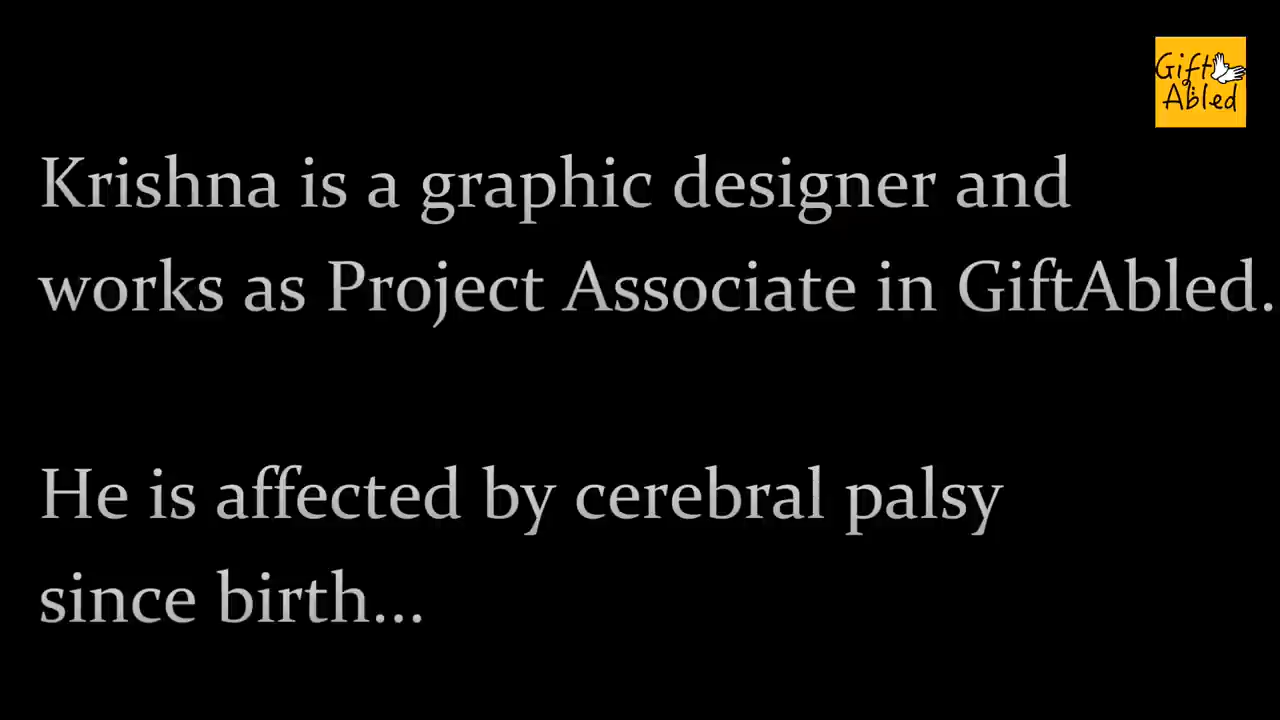 Gift
Abled
Krishna is a graphic designer and
works as Project Associate in GiftAbled.
He is affected by cerebral palsy
since birth...